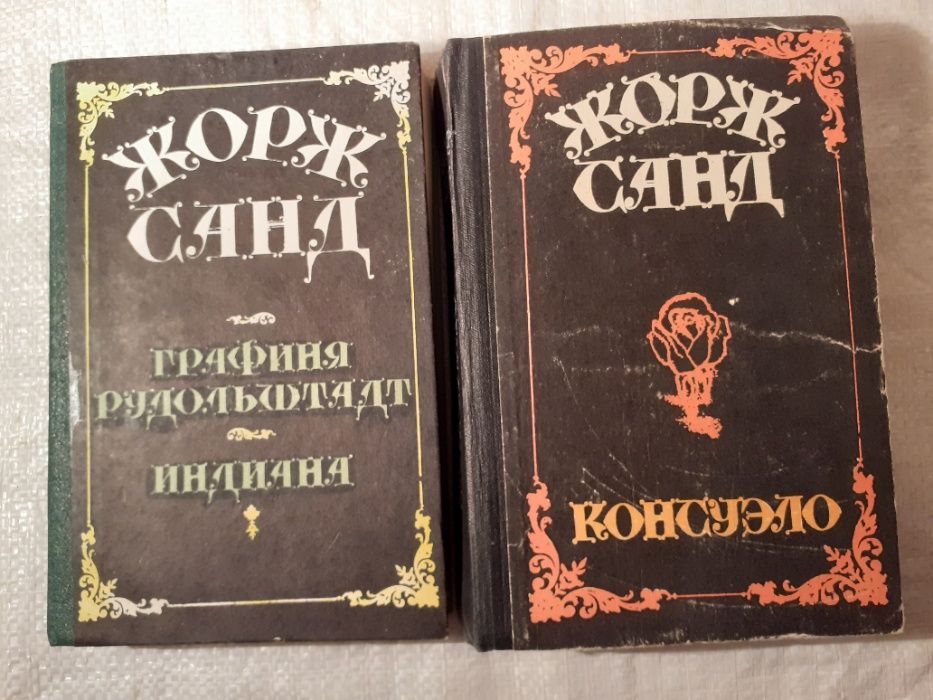 ЖОРЖ
САНД
ГРАФИНЯ
РУДОЛЬШТАДТ
ИНДИАНА
ЖОРЖ
САНД
КОНСУЭЛО